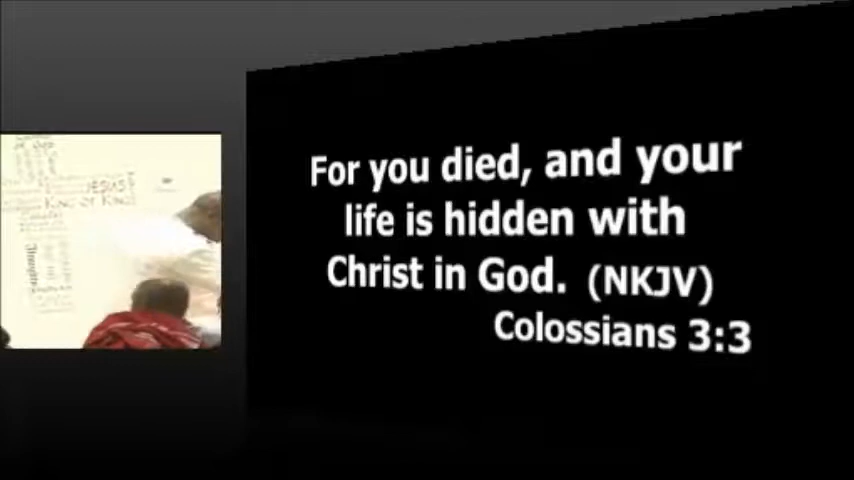 JESUS
KING OF KING
For you died, and your
life is hidden with
Christ in God. (NKJV)
Colossians 3:3